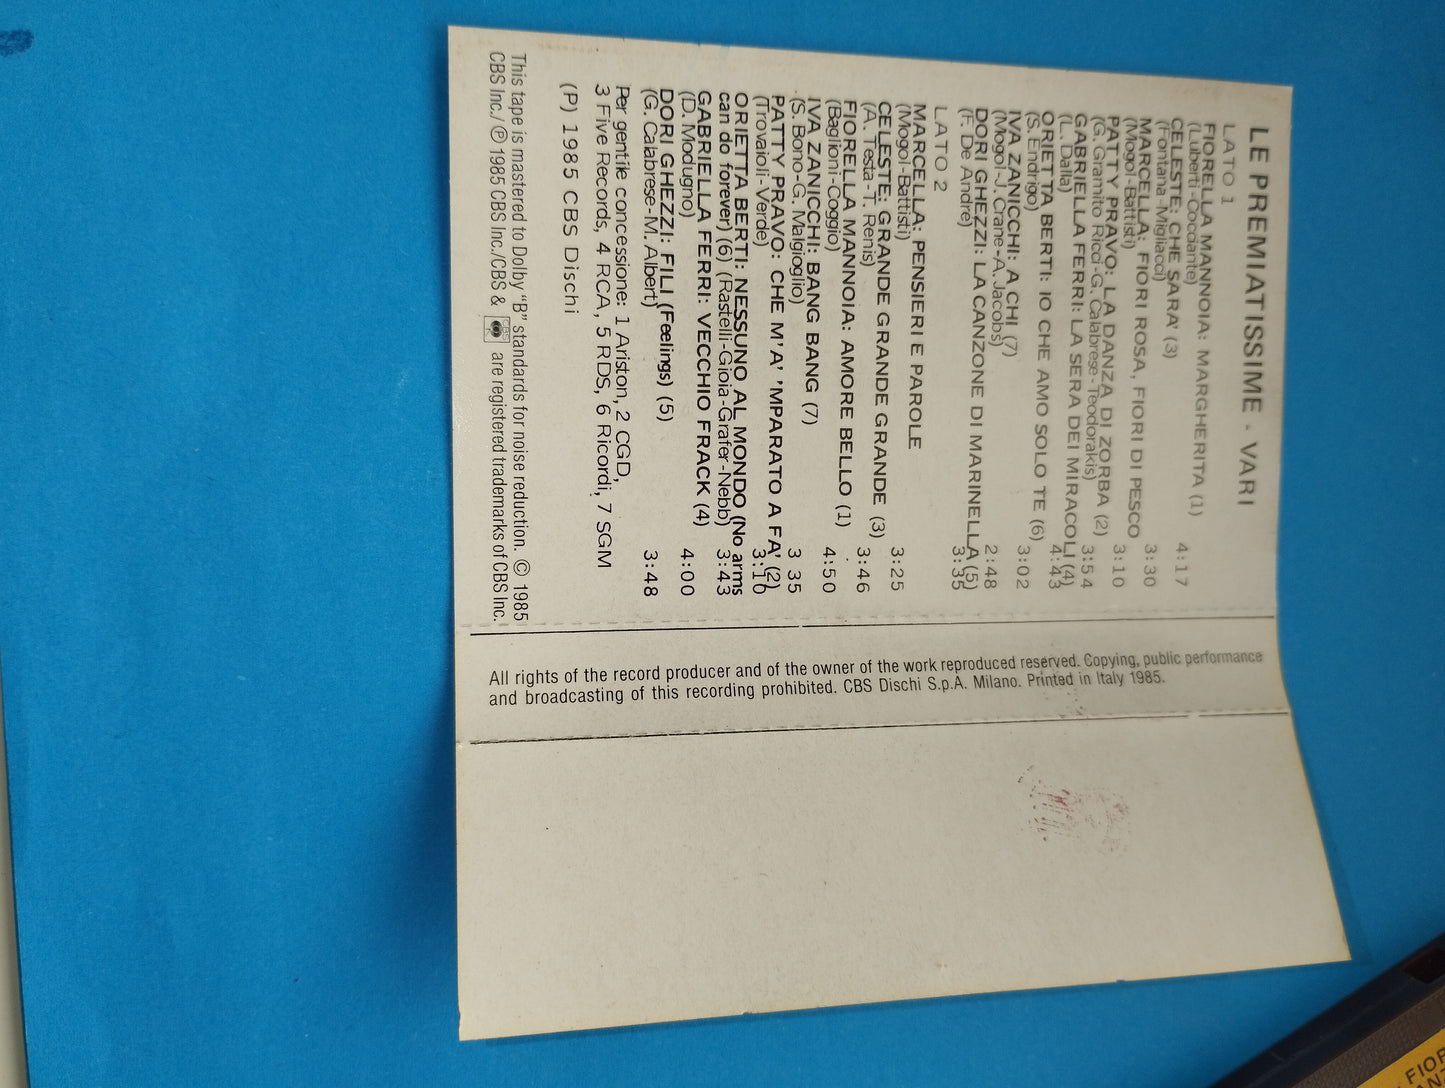 LE PREMIATISSIME - VARI
LATO 1
FIORELLA MANNOIA: MARGHERITA (1)
(Luberti-Cocciante) 4:17
CELESTE: CHE SARA' (3)
(Fontana-Migliacci) 3:30
MARCELLA: FIORI ROSA, FIORI DI PESCO
(Mogol-Battisti) 3:10
PATTY PRAVO: LA DANZA DI ZORBA (2)
(G. Gramito Ricci-G. Calabrese-Teodorakis) 3:54
GABRIELLA FERRI: LA SERA DEI MIRACOLI (4)
(L. Dalla) 4:43
ORIETTA BERTI: IO CHE AMO SOLO TE (6)
(S. Endrigo) 3:02
IVA ZANICCHI: A CHI (7)
(Mogol-J. Crane-A. Jacobs) 2:48
DORI GHEZZI: LA CANZONE DI MARINELLA (5)
(F. De Andre) 3:35
LATO 2
MARCELLA: PENSIERI E PAROLE
(Mogol-Battisti) 3:25
CELESTE: GRANDE GRANDE GRANDE (3)
(A. Testa-T. Renis) 3:46
FIORELLA MANNOIA: AMORE BELLO (1)
(Baglioni-Coggio) 4:50
IVA ZANICCHI: BANG BANG (7)
(S. Bono-G. Malgioglio) 3 35
PATTY PRAVO: CHE M'A' 'MPARATO A FA' (2)
(Trovaioli-Verde) 3:10
ORIETTA BERTI: NESSUNO AL MONDO (No arms
can do forever) (6) (Rastelli-Gioia-Grafer-Nebb) 3:43
GABRIELLA FERRI: VECCHIO FRACK (4)
(D. Modugno) 4:00
DORI GHEZZI: FILI (Feelings) (5)
(G. Calabrese-M. Albert) 3:48
Per gentile concessione: 1 Ariston, 2 CGD,
3 Five Records, 4 RCA, 5 RDS, 6 Ricordi, 7 SGM
(P) 1985 CBS Dischi
This tape is mastered to Dolby "B" standards for noise reduction. © 1985
CBS Inc./ ℗ 1985 CBS Inc./CBS & CBS are registered trademarks of CBS Inc.
All rights of the record producer and of the owner of the work reproduced reserved. Copying, public performance
and broadcasting of this recording prohibited. CBS Dischi S.p.A. Milano. Printed in Italy 1985.